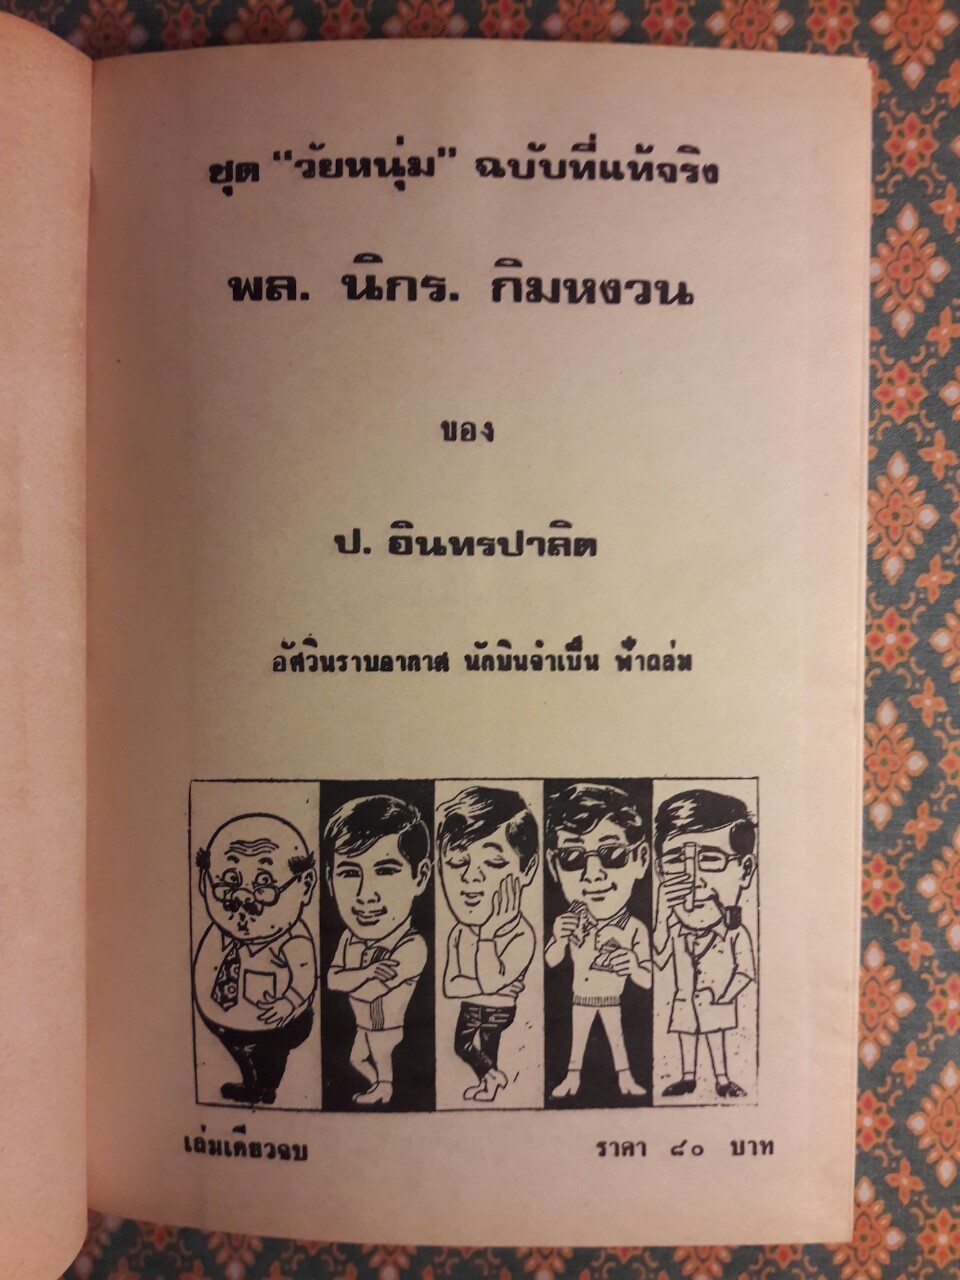 ชุด "วัยหนุ่ม" ฉบับที่แท้จริง
พล. นิกร. กิมหงวน
ของ
ป. อินทรปาลิต
อัศวินราบอากาศ นักบินจำเป็น ฟ้าถล่ม
เล่มเดียวจบ
ราคา ๘๐ บาท